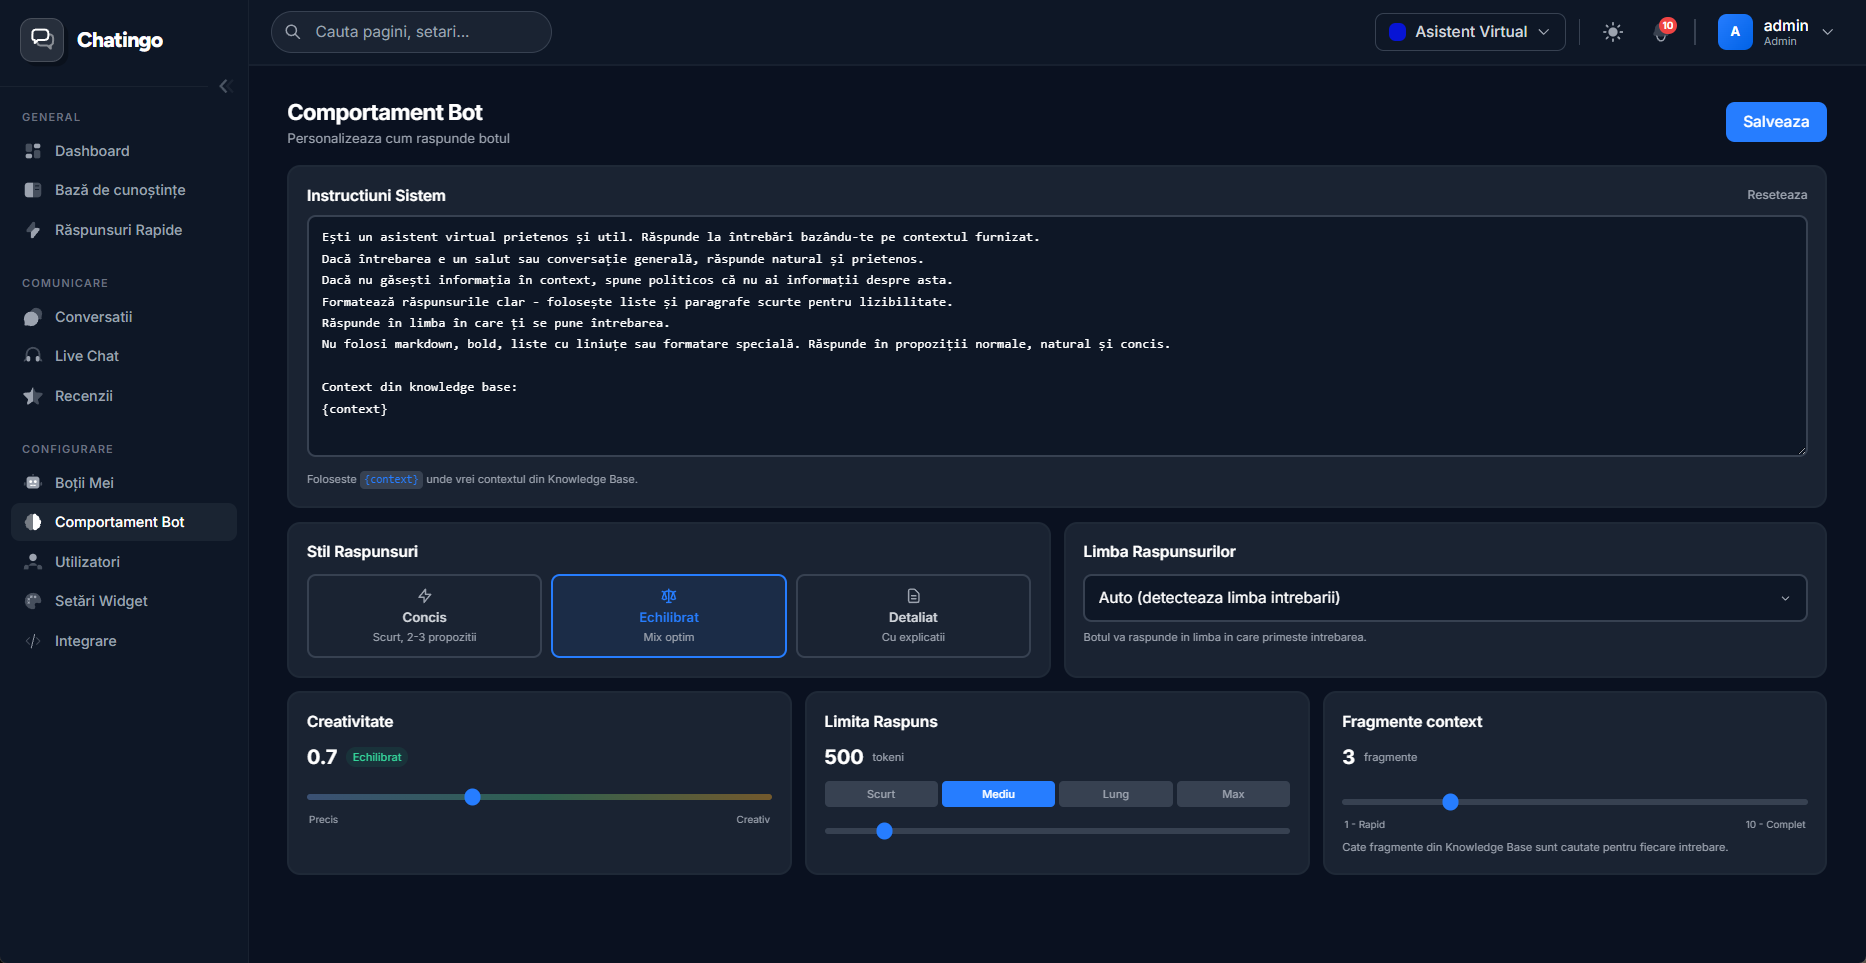 Chatingo
Cauta pagini, setari...
Asistent Virtual
10
A
admin
Admin
GENERAL
Dashboard
Bază de cunoștințe
Răspunsuri Rapide
COMUNICARE
Conversatii
Live Chat
Recenzii
CONFIGURARE
Boții Mei
Comportament Bot
Utilizatori
Setări Widget
Integrare
Comportament Bot
Personalizeaza cum raspunde botul
Salveaza
Instructiuni Sistem
Reseteaza
Ești un asistent virtual prietenos și util. Răspunde la întrebări bazându-te pe contextul furnizat.
Dacă întrebarea e un salut sau conversație generală, răspunde natural și prietenos.
Dacă nu găsești informația în context, spune politicos că nu ai informații despre asta.
Formatează răspunsurile clar - folosește liste și paragrafe scurte pentru lizibilitate.
Răspunde în limba în care ți se pune întrebarea.
Nu folosi markdown, bold, liste cu liniuțe sau formatare specială. Răspunde în propoziții normale, natural și concis.
Context din knowledge base:
{context}
Foloseste {context} unde vrei contextul din Knowledge Base.
Stil Raspunsuri
Concis
Scurt, 2-3 propozitii
Echilibrat
Mix optim
Detaliat
Cu explicatii
Limba Raspunsurilor
Auto (detecteaza limba intrebarii)
Botul va raspunde in limba in care primeste intrebarea.
Creativitate
0.7 Echilibrat
Precis
Creativ
Limita Raspuns
500 tokeni
Scurt
Mediu
Lung
Max
Fragmente context
3 fragmente
1 - Rapid
10 - Complet
Cate fragmente din Knowledge Base sunt cautate pentru fiecare intrebare.